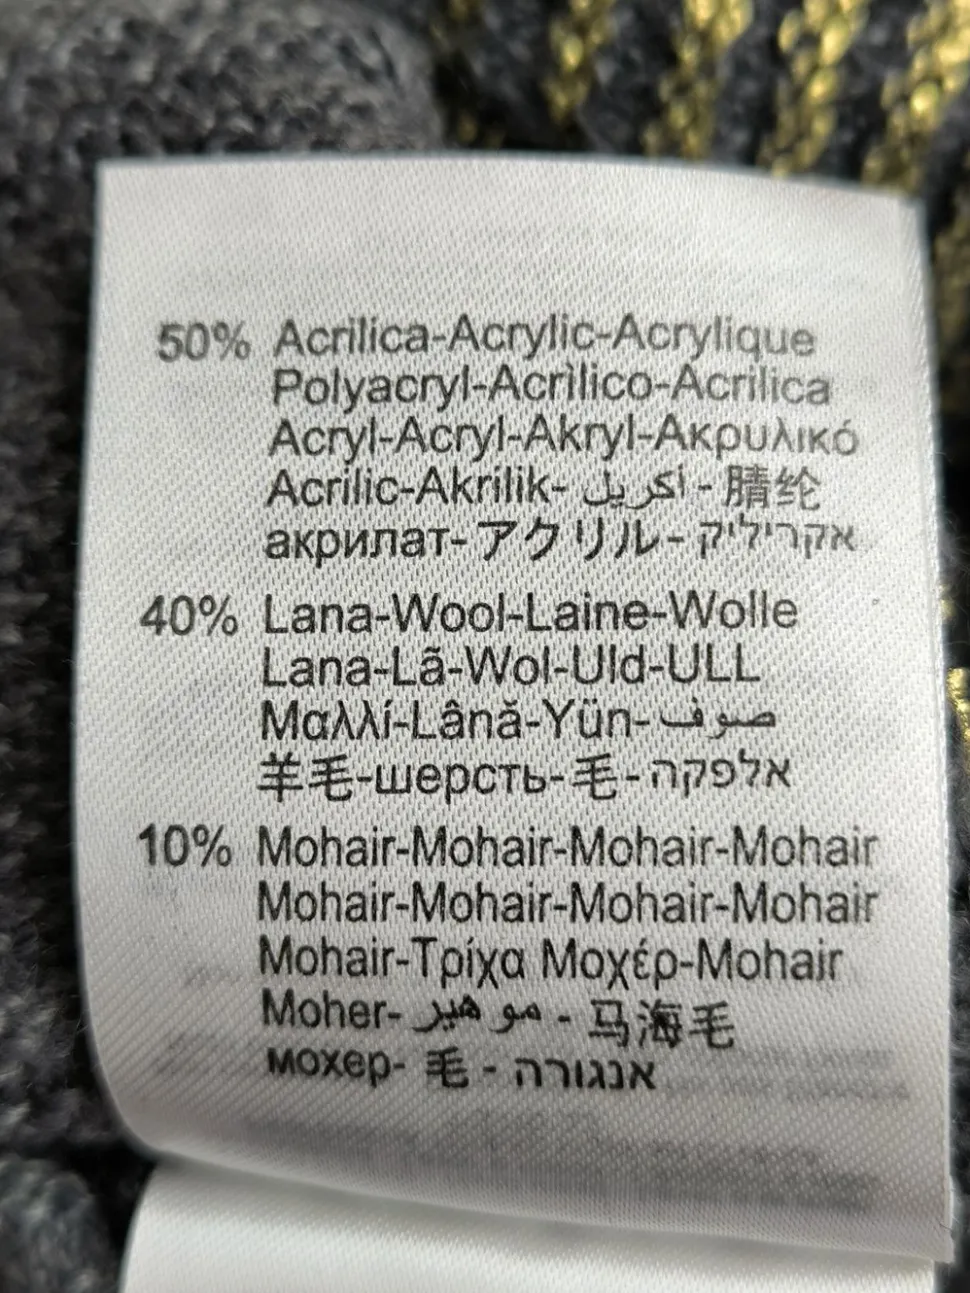 50% Acrilica-Acrylic-Acrylique
Polyacryl-Acrìlico-Acrilica
Acryl-Acryl-Akryl-Ακρυλικό
Acrilic-Akrilik- أكريل - 腈纶
акрилат- アクリル - אקריליק
40% Lana-Wool-Laine-Wolle
Lana-Lã-Wol-Uld-ULL
Μαλλί-Lână-Yün- صوف
羊毛-шерсть-毛- אלפקה
10% Mohair-Mohair-Mohair-Mohair
Mohair-Mohair-Mohair-Mohair
Mohair-Τρίχα Μοχέρ-Mohair
Moher- مو هير - 马海毛
мохер- 毛 - אנגורה